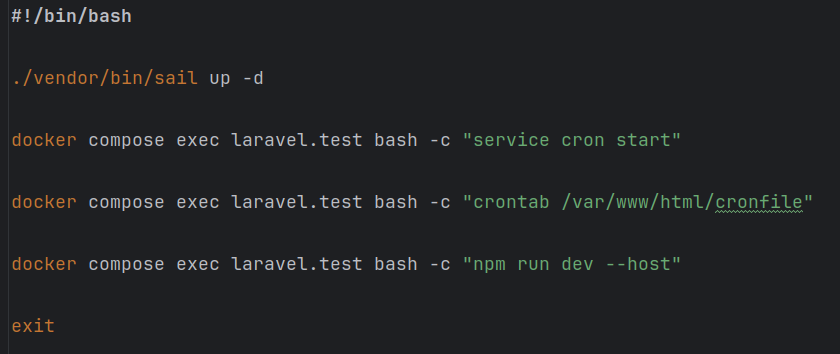 #!/bin/bash
./vendor/bin/sail up -d
docker compose exec laravel.test bash -c "service cron start"
docker compose exec laravel.test bash -c "crontab /var/www/html/cronfile"
docker compose exec laravel.test bash -c "npm run dev --host"
exit